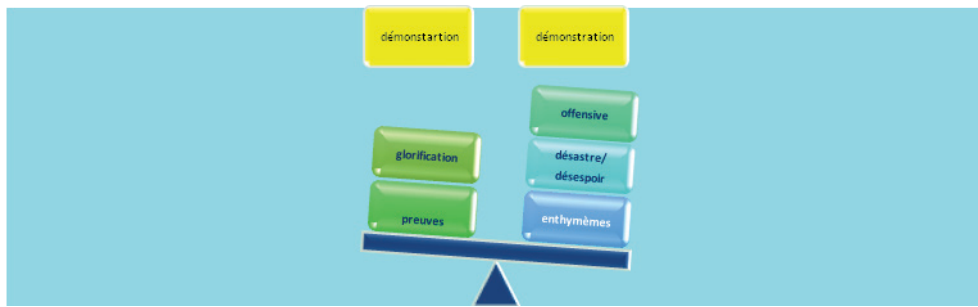 démonstartion
démonstration
offensive
glorification
désastre/
désespoir
preuves
enthymèmes